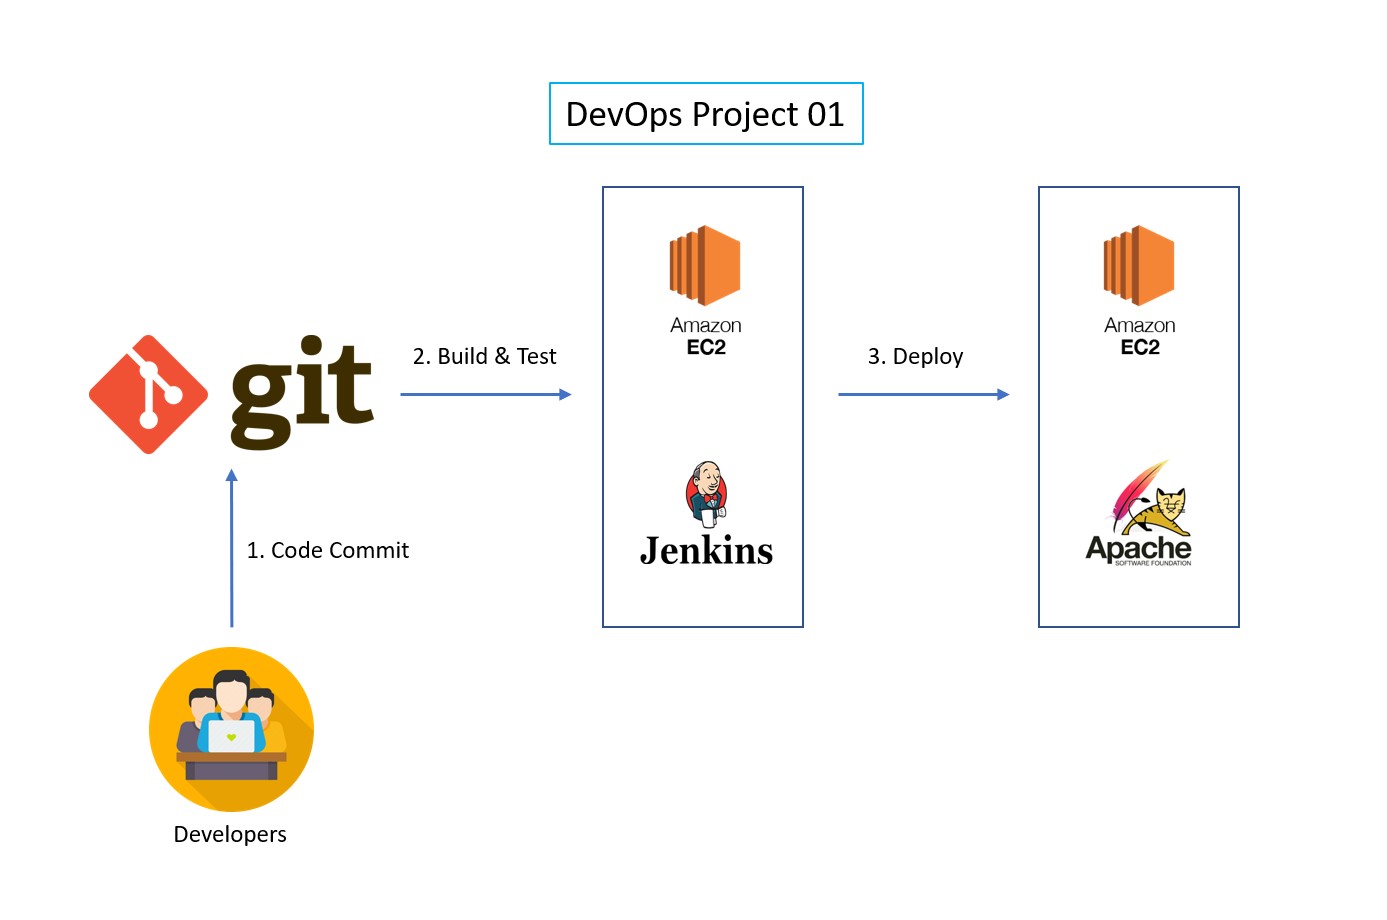 DevOps Project 01
Amazon
EC2
Amazon
EC2
git
2. Build & Test
3. Deploy
Jenkins
Apache
SOFTWARE FOUNDATION
1. Code Commit
Developers